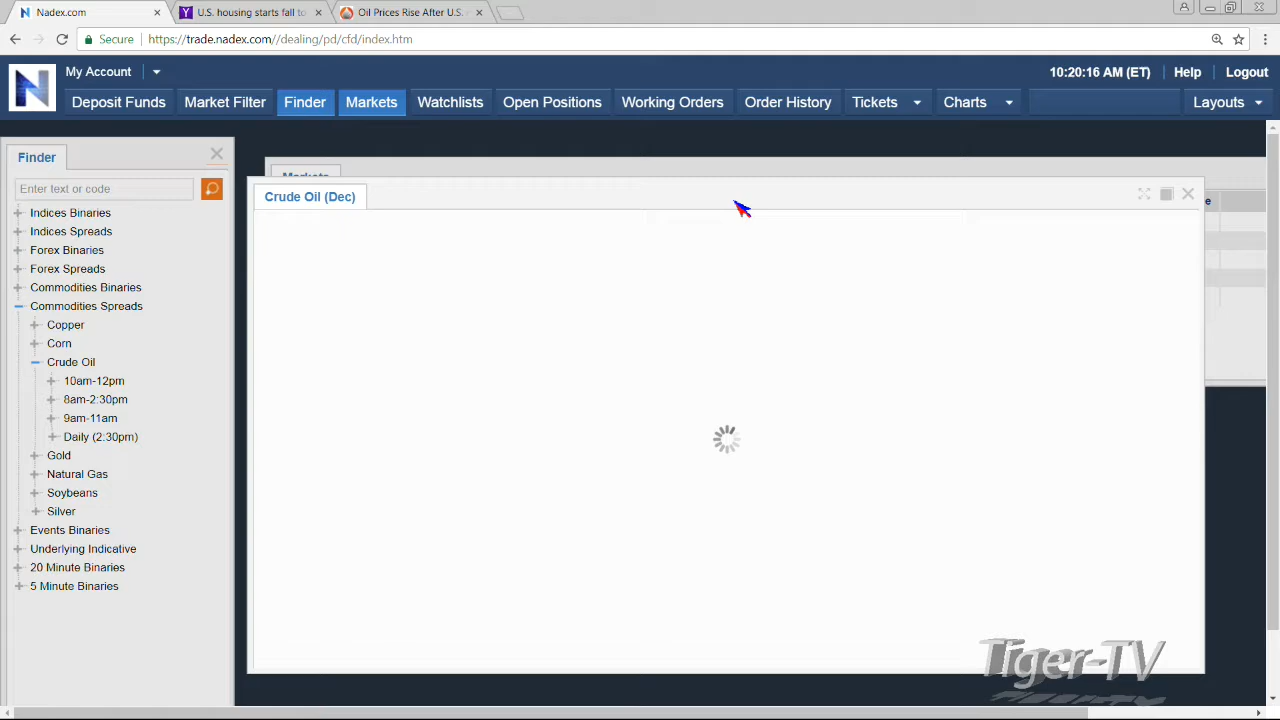 Nadex.com
U.S. housing starts fall to
Oil Prices Rise After U.S.
Secure
https://trade.nadex.com//dealing/pd/cfd/index.htm
N
My Account
10:20:16 AM (ET)
Help
Logout
Deposit Funds
Market Filter
Finder
Markets
Watchlists
Open Positions
Working Orders
Order History
Tickets
Charts
Layouts
Finder
Markets
Enter text or code
Crude Oil (Dec)
Indices Binaries
Indices Spreads
Forex Binaries
Forex Spreads
Commodities Binaries
Commodities Spreads
Copper
Corn
Crude Oil
10am-12pm
8am-2:30pm
9am-11am
Daily (2:30pm)
Gold
Natural Gas
Soybeans
Silver
Events Binaries
Underlying Indicative
20 Minute Binaries
5 Minute Binaries
Tiger-TV